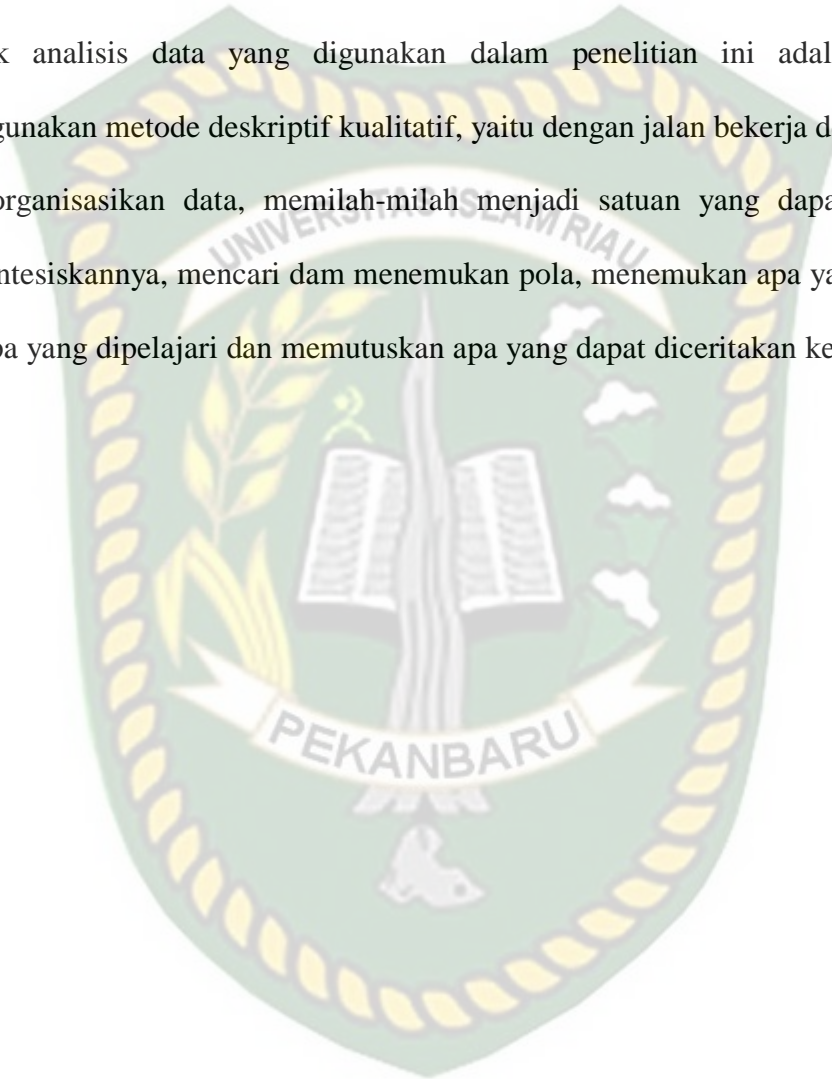 k analisis data yang digunakan dalam penelitian ini adal
gunakan metode deskriptif kualitatif, yaitu dengan jalan bekerja d
organisasikan data, memilah-milah menjadi satuan yang dapa
ntesiskannya, mencari dam menemukan pola, menemukan apa ya
pa yang dipelajari dan memutuskan apa yang dapat diceritakan ke
UNIVERSITAS ISLAM RIAU
PEKANBARU